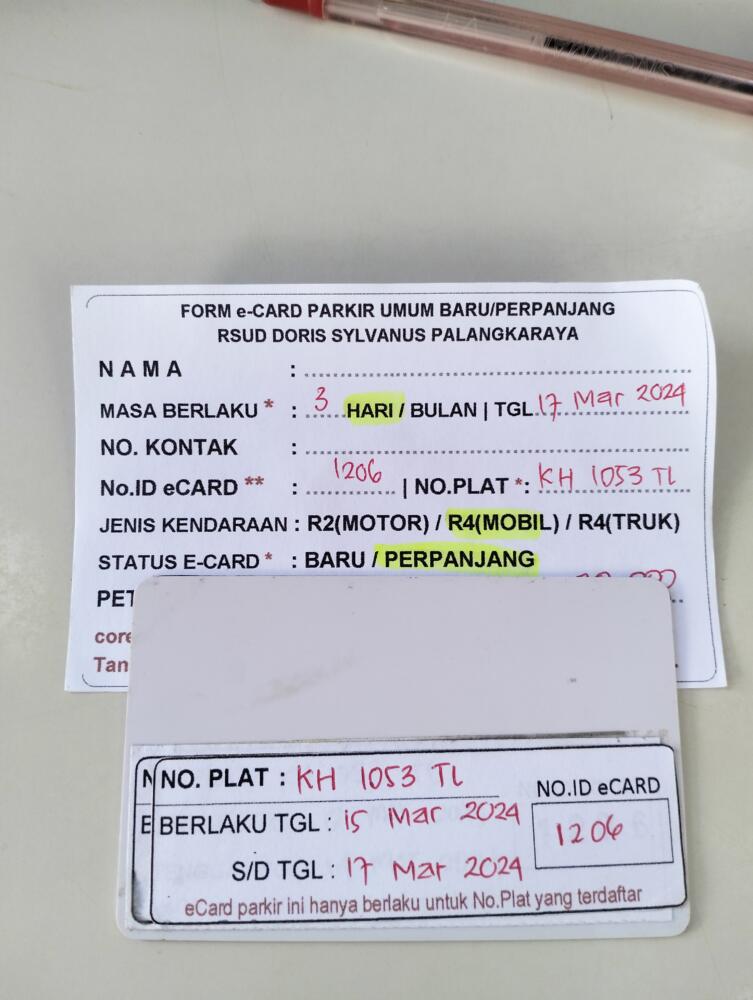 FORM e-CARD PARKIR UMUM BARU/PERPANJANG
RSUD DORIS SYLVANUS PALANGKARAYA
N A M A :
MASA BERLAKU * : 3 HARI / BULAN | TGL. 17 Mar 2024
NO. KONTAK :
No.ID eCARD ** : 1206 | NO.PLAT *: KH 1053 TL
JENIS KENDARAAN : R2(MOTOR) / R4(MOBIL) / R4(TRUK)
STATUS E-CARD * : BARU / PERPANJANG
PET
core
Tan
NO. PLAT : KH 1053 TL
NO.ID eCARD
BERLAKU TGL : 15 Mar 2024
1206
S/D TGL : 17 Mar 2024
eCard parkir ini hanya berlaku untuk No.Plat yang terdaftar